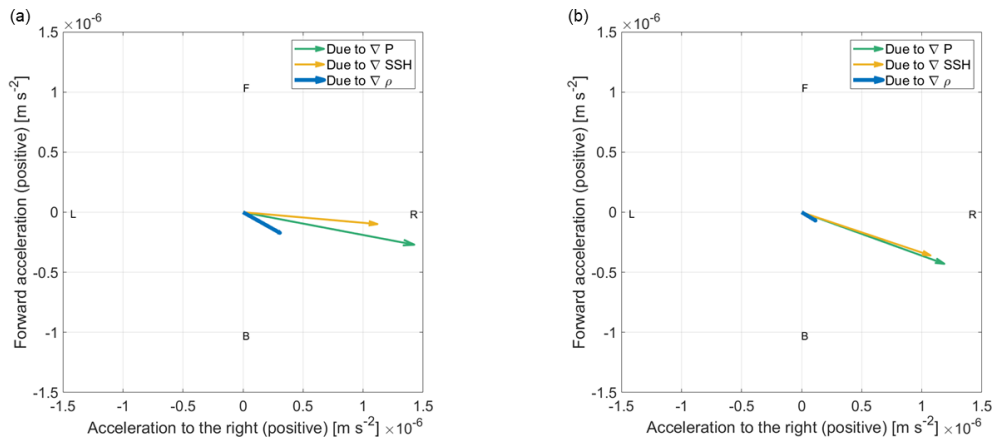 (a)
×10⁻⁶
Forward acceleration (positive) [m s⁻²]
1.5
1
0.5
0
-0.5
-1
-1.5
Due to ∇ P
Due to ∇ SSH
Due to ∇ ρ
F
L
R
B
-1.5 -1 -0.5 0 0.5 1 1.5
Acceleration to the right (positive) [m s⁻²] ×10⁻⁶
(b)
×10⁻⁶
Forward acceleration (positive) [m s⁻²]
1.5
1
0.5
0
-0.5
-1
-1.5
Due to ∇ P
Due to ∇ SSH
Due to ∇ ρ
F
L
R
B
-1.5 -1 -0.5 0 0.5 1 1.5
Acceleration to the right (positive) [m s⁻²] ×10⁻⁶